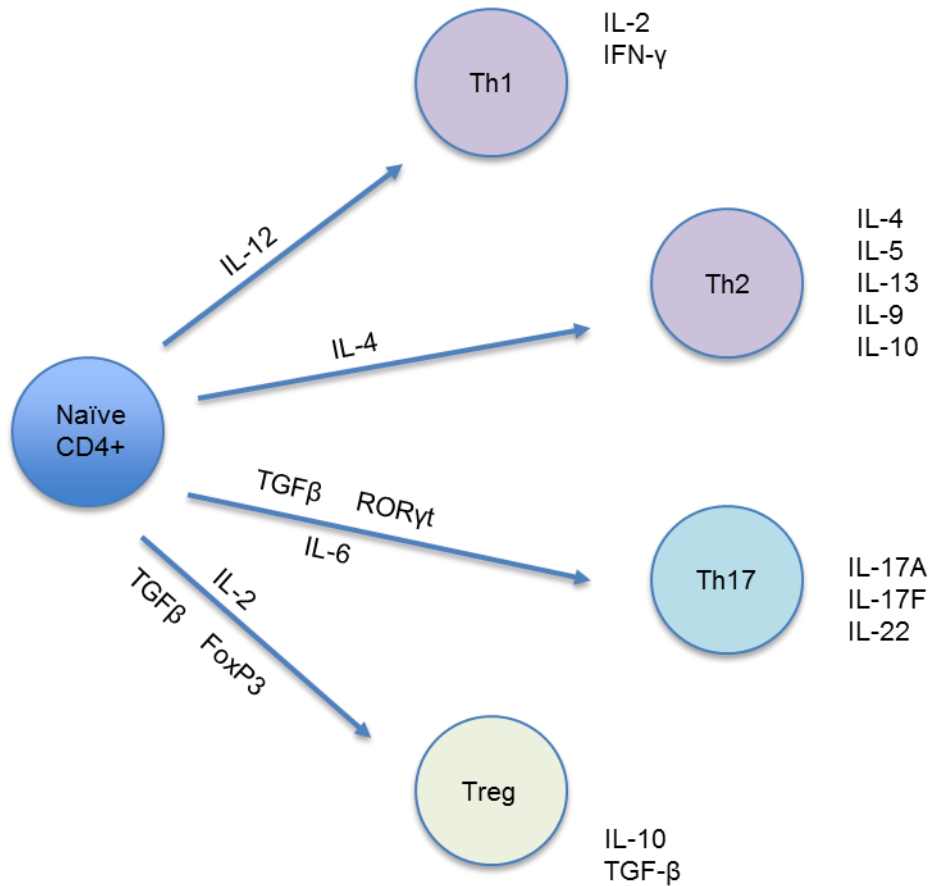 IL-2
IFN-γ
Th1
IL-12
IL-4
IL-5
IL-13
IL-9
IL-10
Th2
IL-4
Naïve
CD4+
TGFβ RORγt
IL-6
Th17
IL-17A
IL-17F
IL-22
IL-2
TGFβ FoxP3
Treg
IL-10
TGF-β